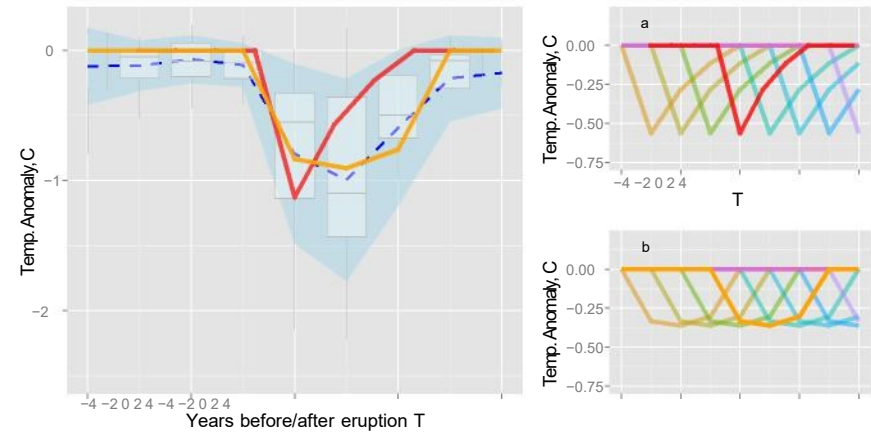 0
−1
−2
Temp. Anomaly, C
−4 −2 0 2 4 −4 −2 0 2 4
Years before/after eruption T
a
0.00
−0.25
−0.50
−0.75
Temp. Anomaly, C
−4 −2 0 2 4
T
b
0.00
−0.25
−0.50
−0.75
Temp. Anomaly, C